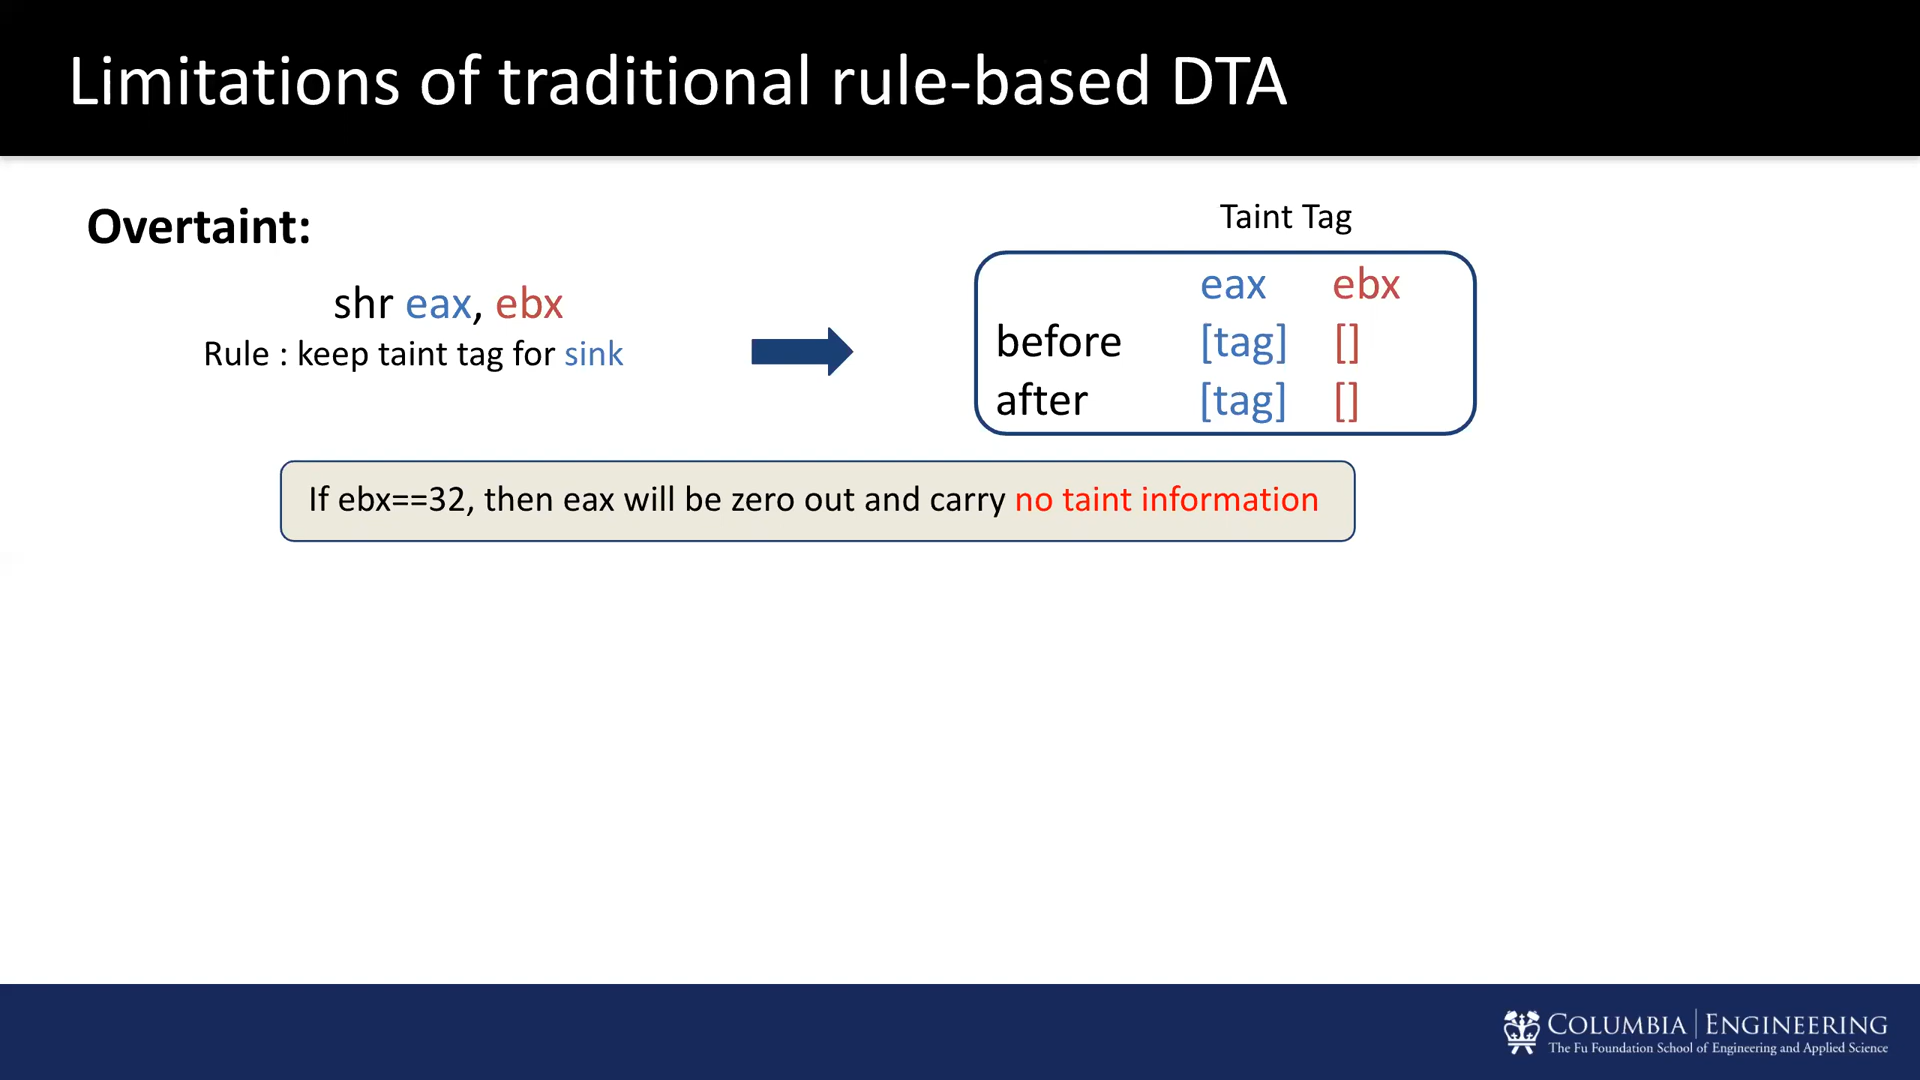 Limitations of traditional rule-based DTA
Overtaint:
shr eax, ebx
Rule : keep taint tag for sink
Taint Tag
eax ebx
before [tag] []
after [tag] []
If ebx==32, then eax will be zero out and carry no taint information
COLUMBIA | ENGINEERING
The Fu Foundation School of Engineering and Applied Science